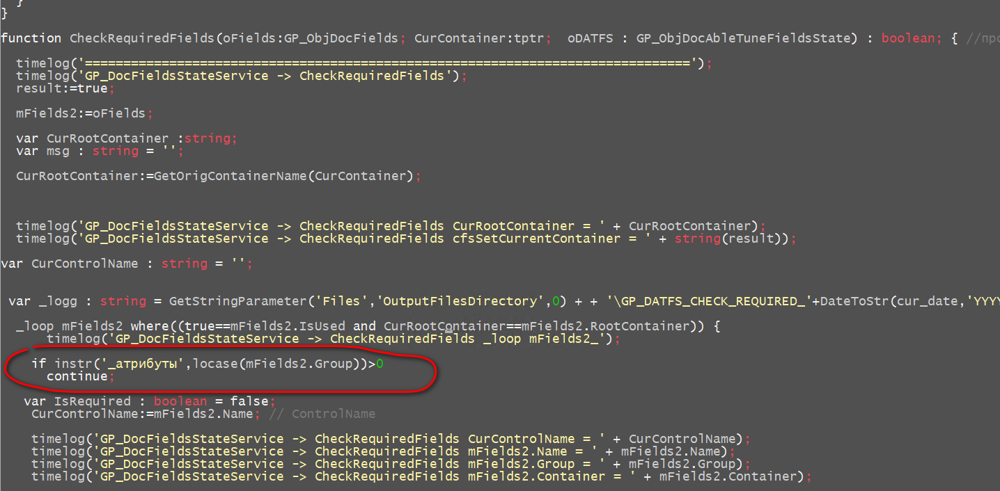 }
}
function CheckRequiredFields(oFields:GP_ObjDocFields; CurContainer:tptr;  oDATFS : GP_ObjDocAbleTuneFieldsState) : boolean; { //про
timelog('===============================================================================');
timelog('GP_DocFieldsStateService -> CheckRequiredFields');
result:=true;
mFields2:=oFields;
var CurRootContainer :string;
var msg : string = '';
CurRootContainer:=GetOrigContainerName(CurContainer);
timelog('GP_DocFieldsStateService -> CheckRequiredFields CurRootContainer = ' + CurRootContainer);
timelog('GP_DocFieldsStateService -> CheckRequiredFields cfsSetCurrentContainer = ' + string(result));
var CurControlName : string = '';
var _logg : string = GetStringParameter('Files','OutputFilesDirectory',0) + + '\GP_DATFS_CHECK_REQUIRED_'+DateToStr(cur_date,'YYYY
_loop mFields2 where((true==mFields2.IsUsed and CurRootContainer==mFields2.RootContainer)) {
timelog('GP_DocFieldsStateService -> CheckRequiredFields _loop mFields2_');
if instr('_атрибуты',locase(mFields2.Group))>0
continue;
var IsRequired : boolean = false;
CurControlName:=mFields2.Name; // ControlName
timelog('GP_DocFieldsStateService -> CheckRequiredFields CurControlName = ' + CurControlName);
timelog('GP_DocFieldsStateService -> CheckRequiredFields mFields2.Name = ' + mFields2.Name);
timelog('GP_DocFieldsStateService -> CheckRequiredFields mFields2.Group = ' + mFields2.Group);
timelog('GP_DocFieldsStateService -> CheckRequiredFields mFields2.Container = ' + mFields2.Container);